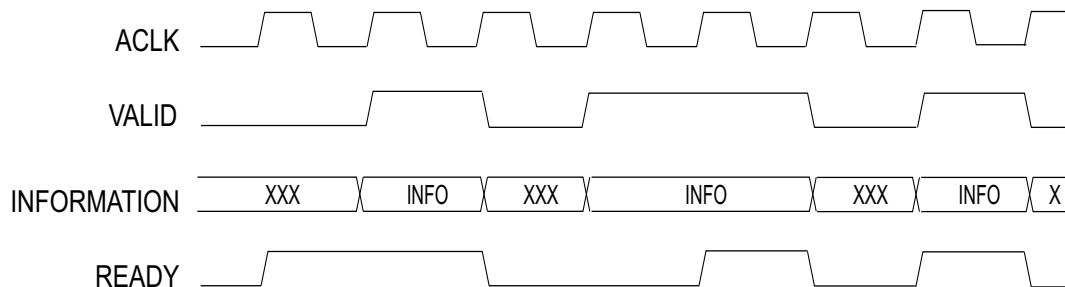 ACLK
VALID
INFORMATION XXX INFO XXX INFO XXX INFO X
READY